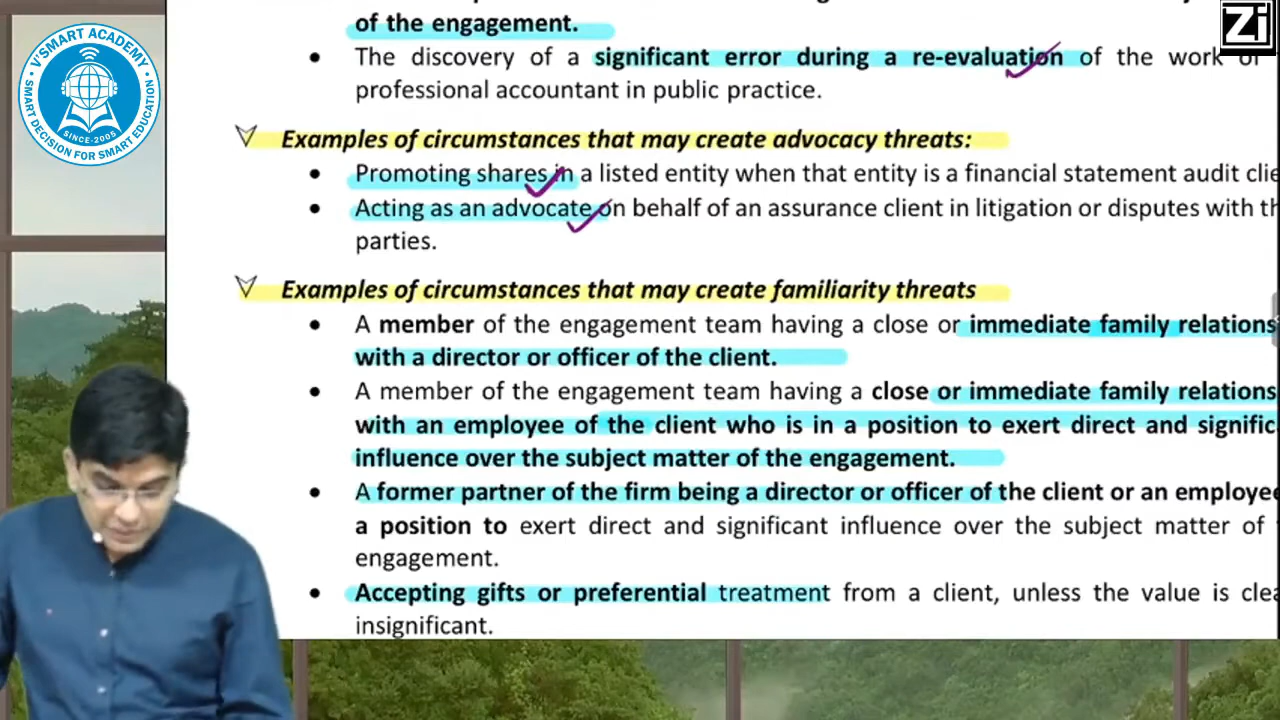 of the engagement.
• The discovery of a significant error during a re-evaluation of the work of
professional accountant in public practice.
Examples of circumstances that may create advocacy threats:
• Promoting shares in a listed entity when that entity is a financial statement audit
• Acting as an advocate on behalf of an assurance client in litigation or disputes with
parties.
Examples of circumstances that may create familiarity threats
• A member of the engagement team having a close or immediate family
with a director or officer of the client.
• A member of the engagement team having a close or immediate family
with an employee of the client who is in a position to exert direct and
influence over the subject matter of the engagement.
• A former partner of the firm being a director or officer of the client or an
a position to exert direct and significant influence over the subject matter of
engagement.
• Accepting gifts or preferential treatment from a client, unless the value is
insignificant.
V'SMART ACADEMY
SINCE-2005
SMART DECISION FOR SMART EDUCATION
Zi